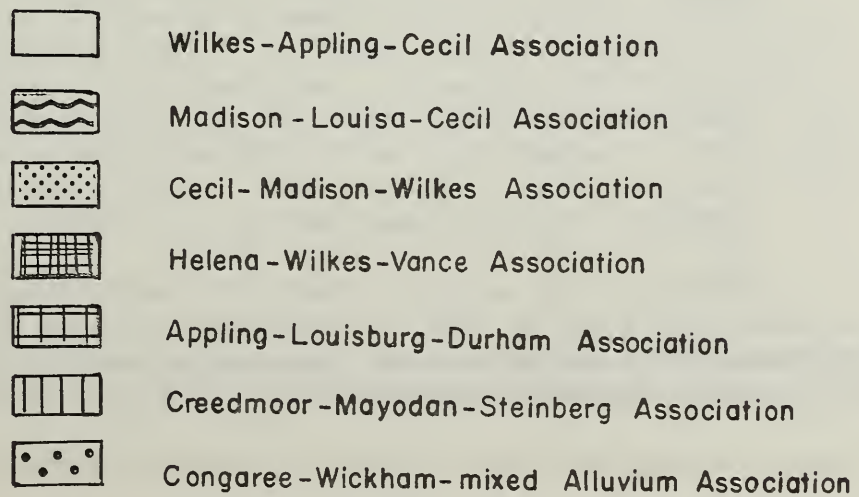 Wilkes-Appling-Cecil Association
Madison - Louisa-Cecil Association
Cecil-Madison-Wilkes Association
Helena-Wilkes-Vance Association
Appling-Louisburg-Durham Association
Creedmoor-Mayodan-Steinberg Association
Congaree-Wickham-mixed Alluvium Association